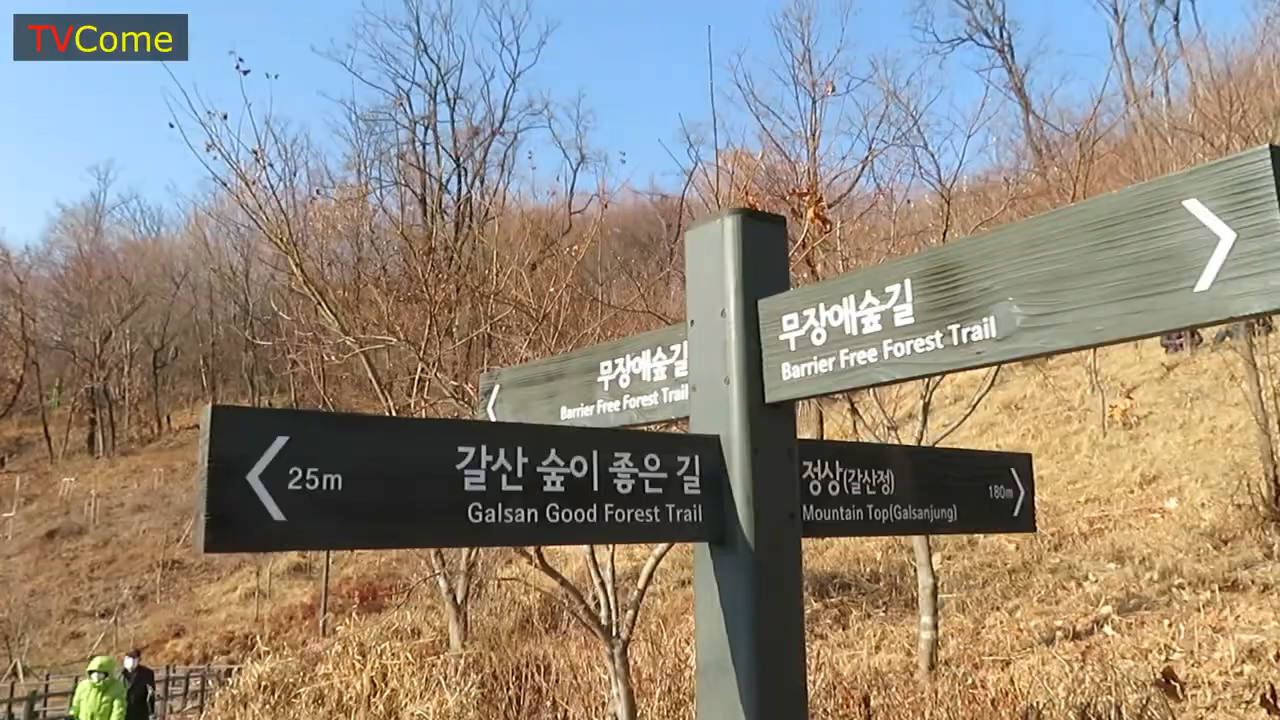 TVCome
무장애숲길
Barrier Free Forest Trail
무장애숲길
Barrier Free Forest Trail
25m
갈산 숲이 좋은 길
Galsan Good Forest Trail
정상(갈산정)
Mountain Top(Galsanjung)
180m